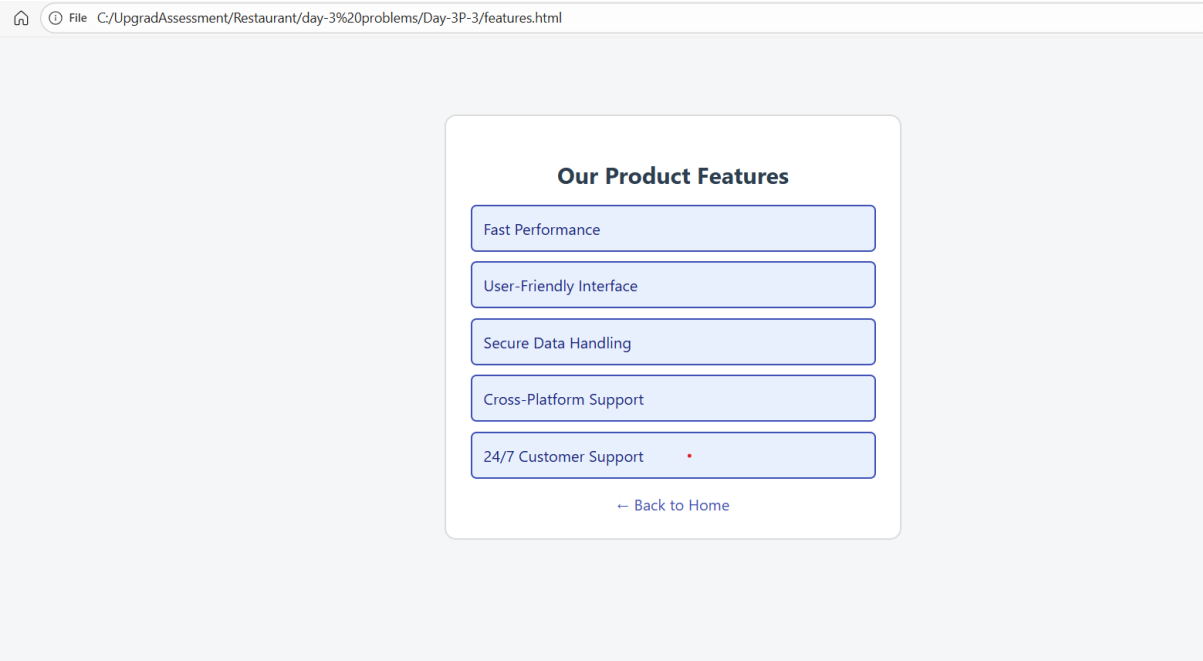 File C:/UpgradAssessment/Restaurant/day-3%20problems/Day-3P-3/features.html
Our Product Features
Fast Performance
User-Friendly Interface
Secure Data Handling
Cross-Platform Support
24/7 Customer Support
← Back to Home